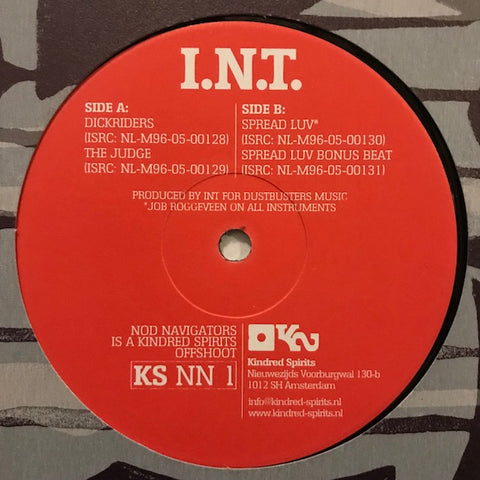 I.N.T.
SIDE A:
DICKRIDERS
(ISRC: NL-M96-05-00128)
THE JUDGE
(ISRC: NL-M96-05-00129)
SIDE B:
SPREAD LUV*
(ISRC: NL-M96-05-00130)
SPREAD LUV BONUS BEAT
(ISRC: NL-M96-05-00131)
PRODUCED BY INT FOR DUSTBUSTERS MUSIC
*JOB ROGGEVEEN ON ALL INSTRUMENTS
NOD NAVIGATORS
IS A KINDRED SPIRITS
OFFSHOOT
KS NN 1
Kindred Spirits
Nieuwezijds Voorburgwal 130-b
1012 SH Amsterdam
info@kindred-spirits.nl
www.kindred-spirits.nl